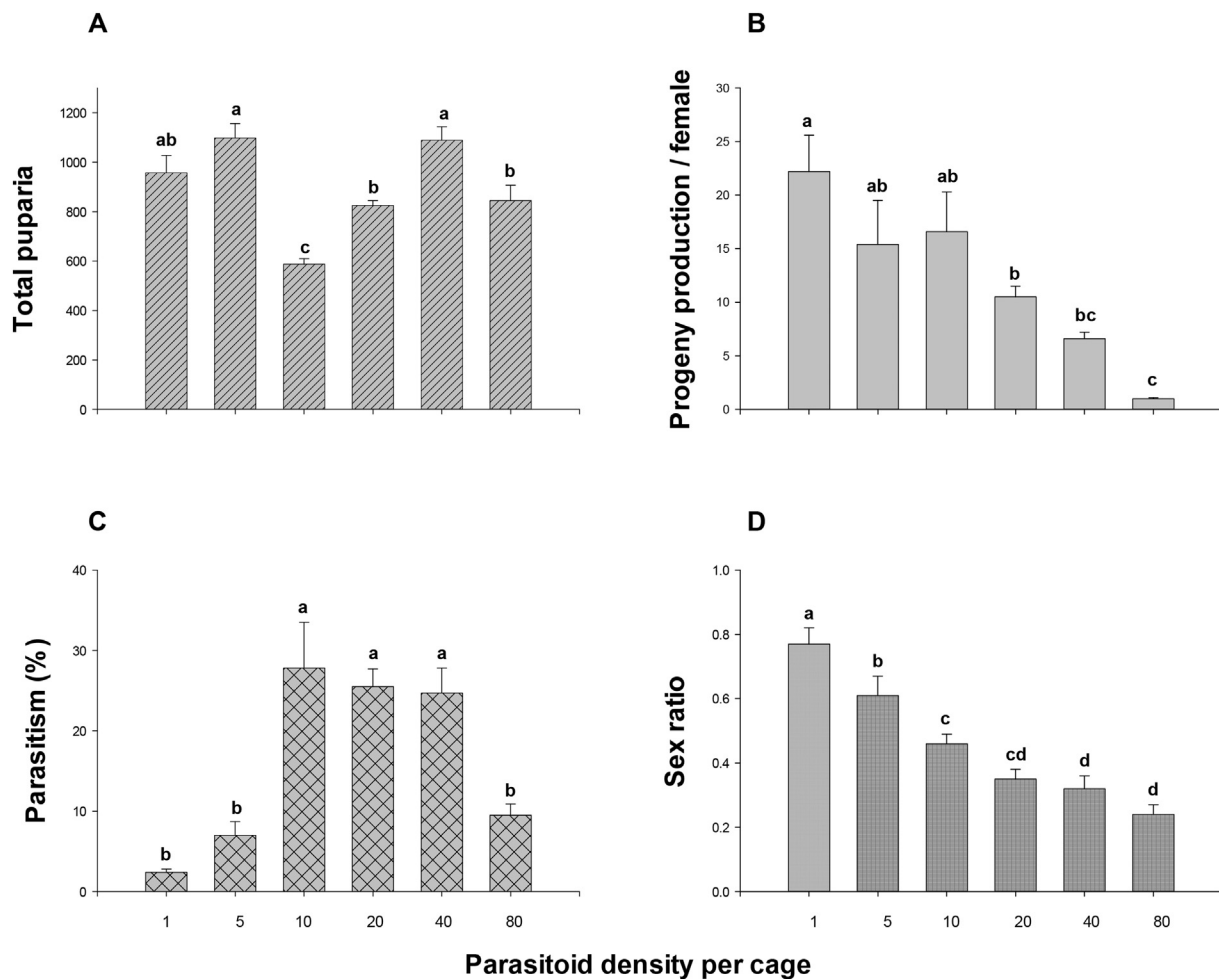 A
Total puparia
1200
1000
800
600
400
200
0
ab
a
c
b
a
b
B
Progeny production / female
30
25
20
15
10
5
0
a
ab
ab
b
bc
c
C
Parasitism (%)
40
30
20
10
0
b
b
a
a
a
b
1 5 10 20 40 80
D
Sex ratio
1.0
0.8
0.6
0.4
0.2
0.0
a
b
c
cd
d
d
1 5 10 20 40 80
Parasitoid density per cage